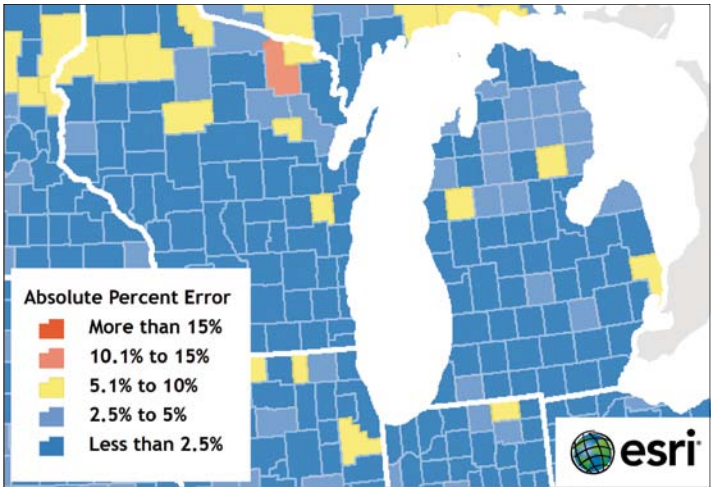 Absolute Percent Error
More than 15%
10.1% to 15%
5.1% to 10%
2.5% to 5%
Less than 2.5%
esri